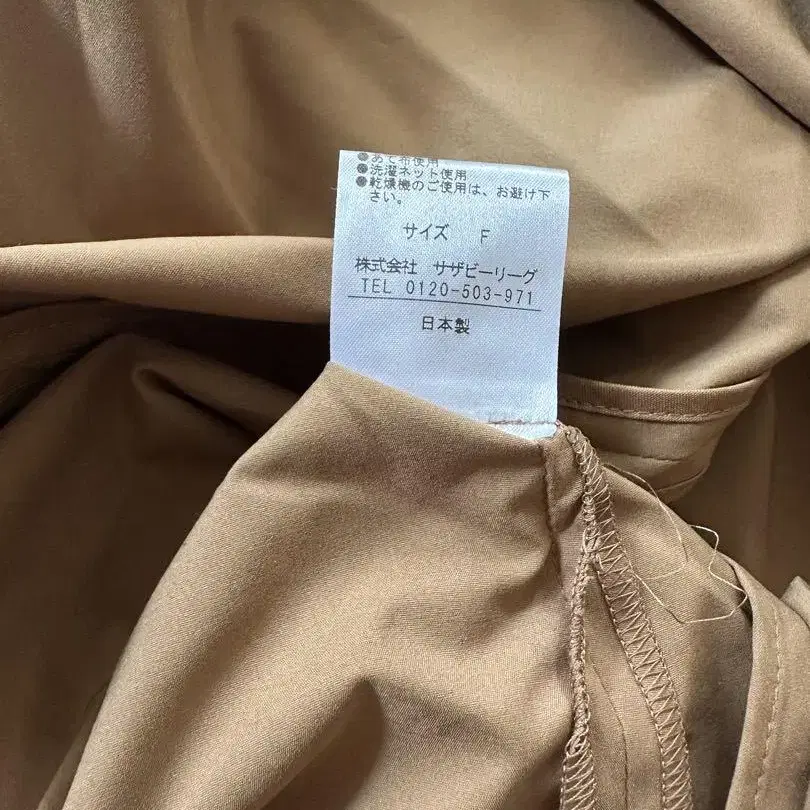 ●あて布使用
●洗濯ネット使用
●乾燥機のご使用は、お避け下
さい。
サイズ F
株式会社 サザビーリーグ
TEL 0120-503-971
日本製